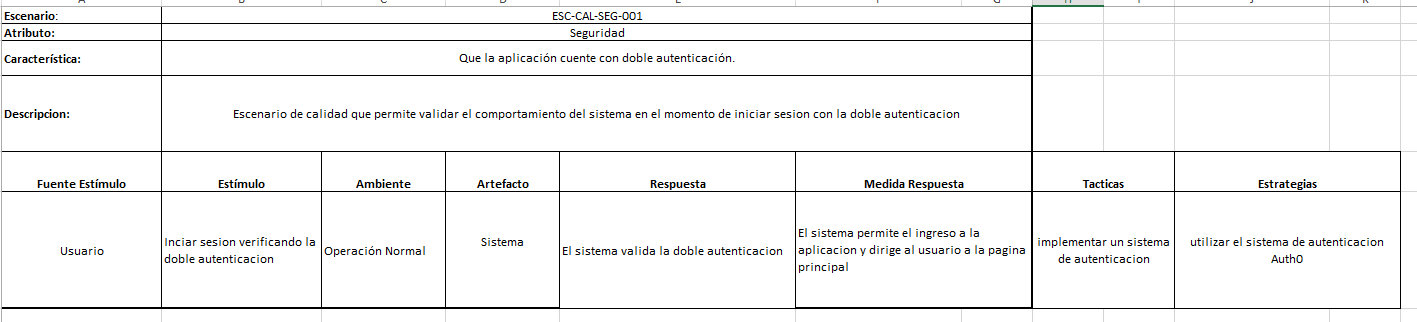 Escenario: ESC-CAL-SEG-001
Atributo: Seguridad
Característica: Que la aplicación cuente con doble autenticación.
Descripcion: Escenario de calidad que permite validar el comportamiento del sistema en el momento de iniciar sesion con la doble autenticacion
Fuente Estímulo Estímulo Ambiente Artefacto Respuesta Medida Respuesta Tacticas Estrategias
Usuario
Inciar sesion verificando la
doble autenticacion
Operación Normal
Sistema
El sistema valida la doble autenticacion
El sistema permite el ingreso a la
aplicacion y dirige al usuario a la pagina
principal
implementar un sistema
de autenticacion
utilizar el sistema de autenticacion
Auth0